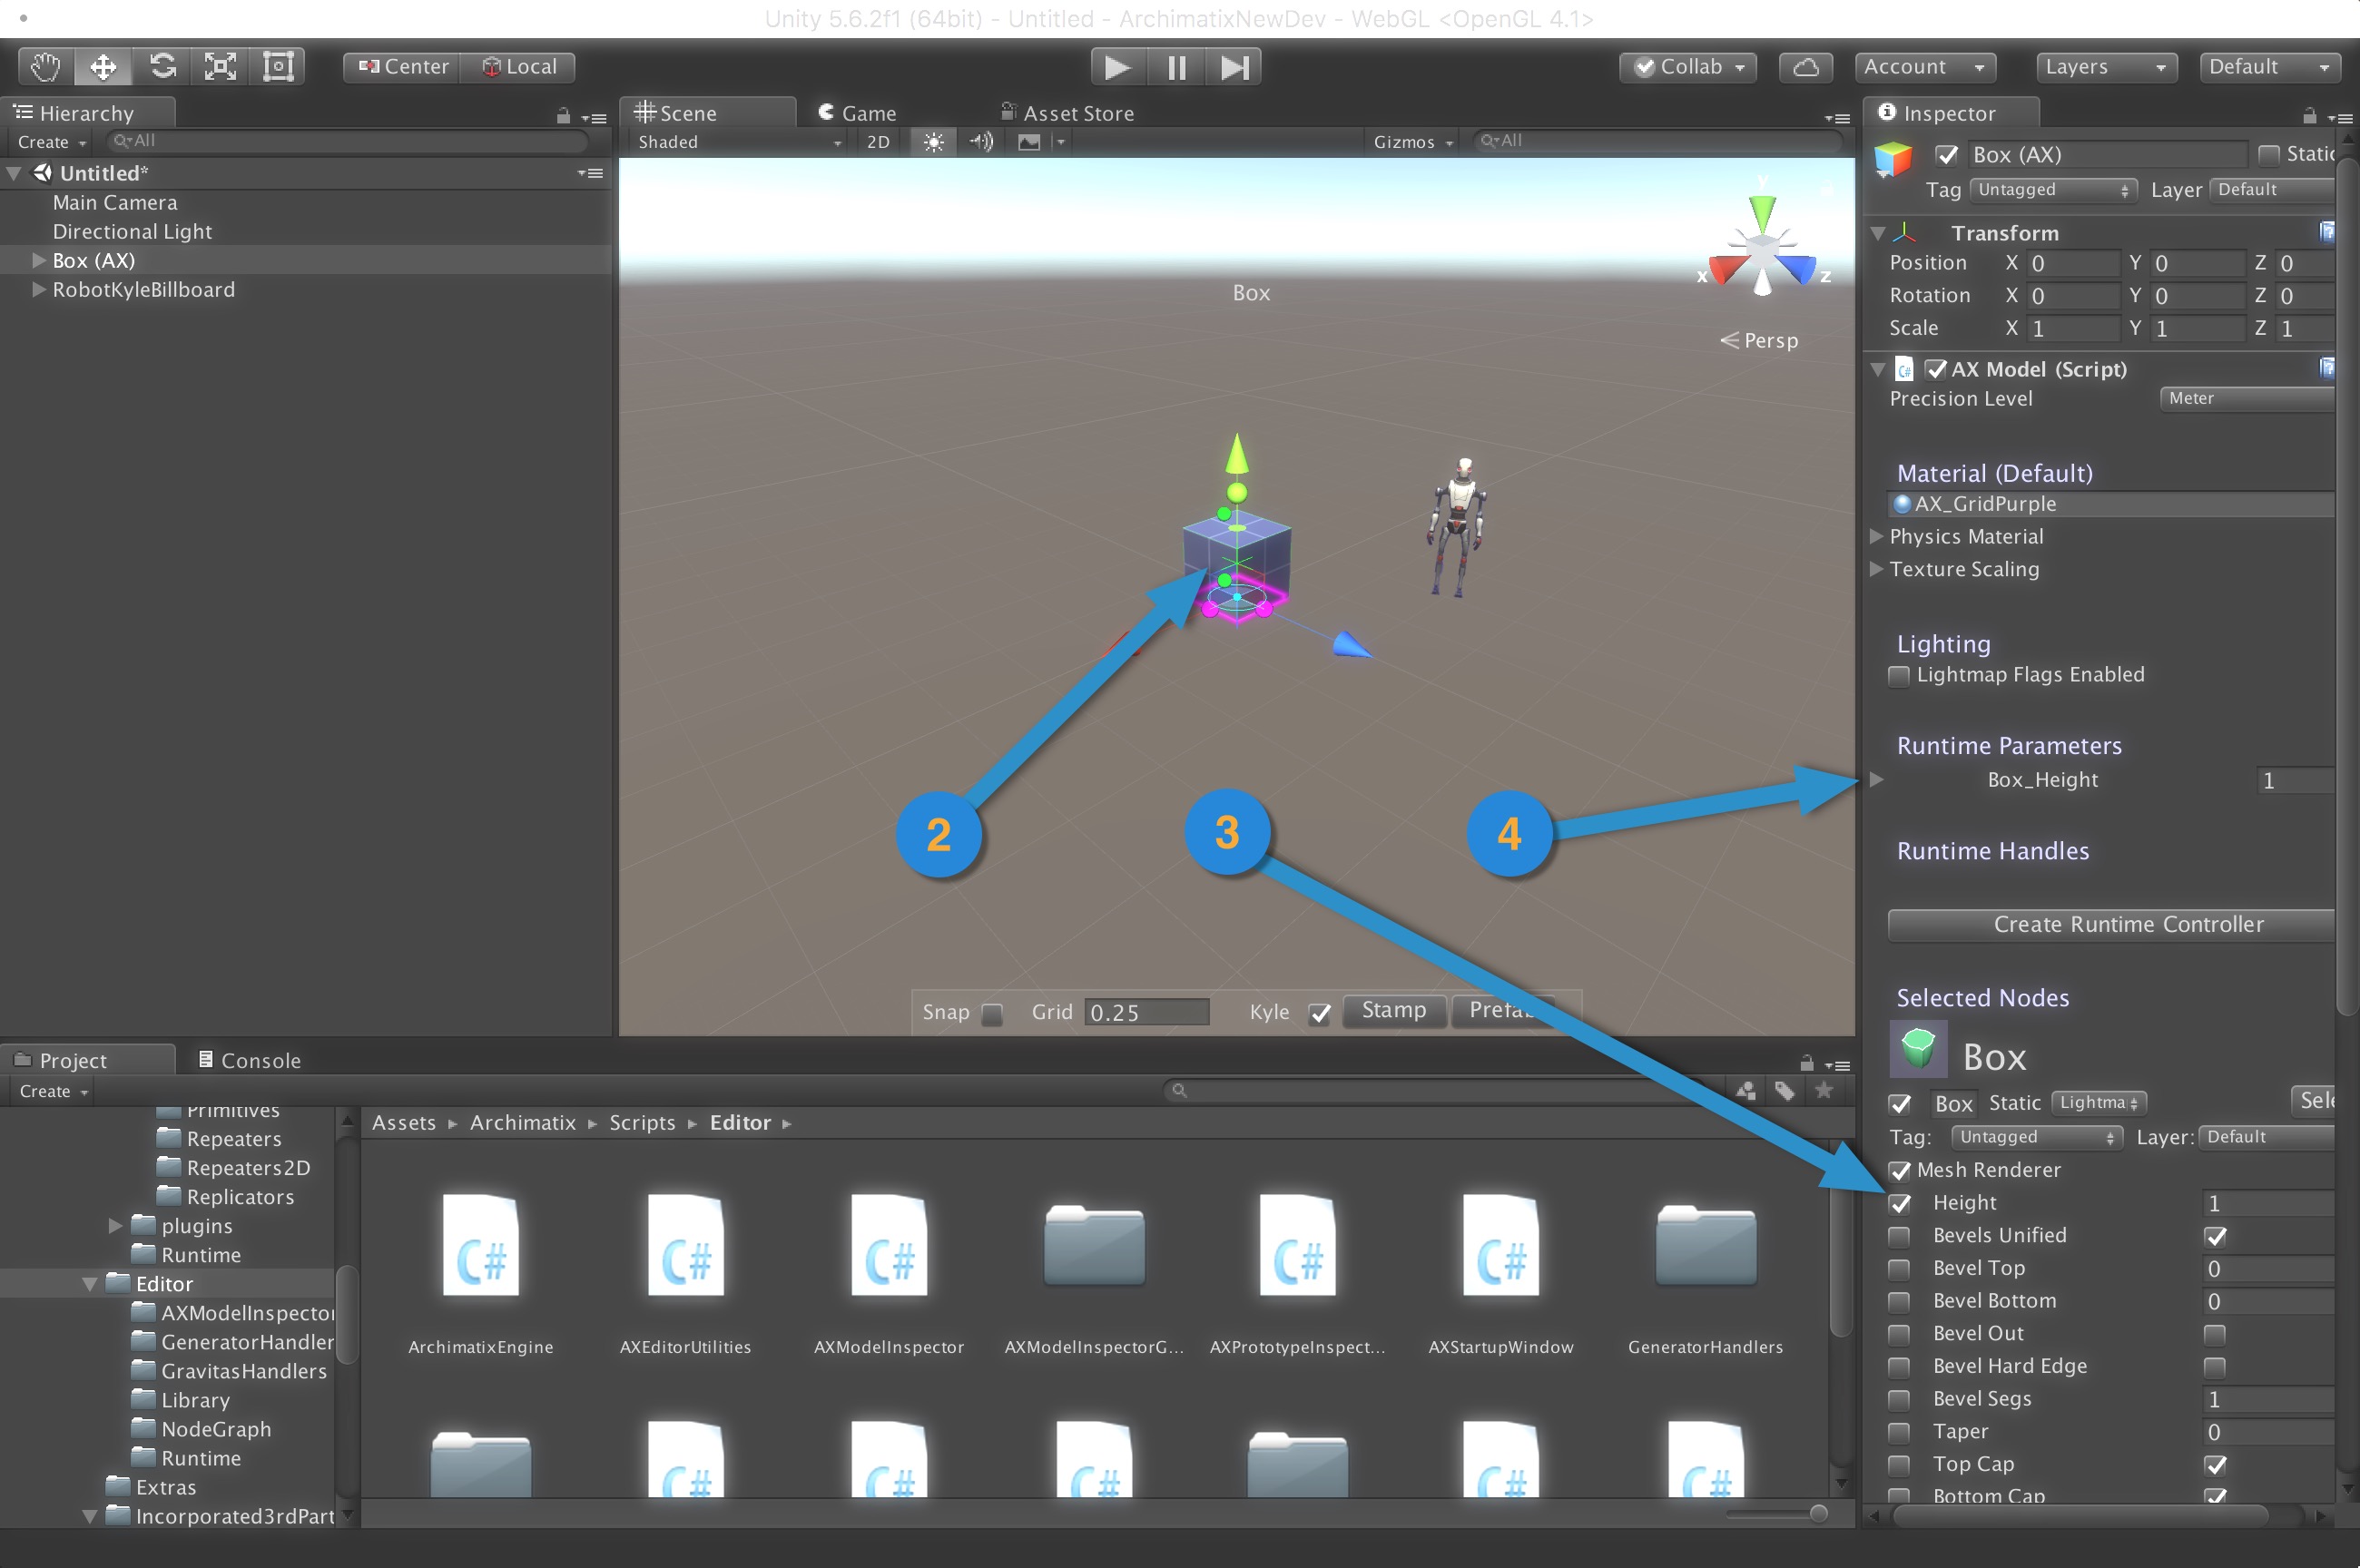 Unity 5.6.2f1 (64bit) - Untitled - ArchimatixNewDev - WebGL <OpenGL 4.1>
Center Local Collab Account Layers Default
Hierarchy
Create All
Untitled*
Main Camera
Directional Light
Box (AX)
RobotKyleBillboard
Scene Game Asset Store
Shaded 2D Gizmos All
y
x z
Persp
Box
2 3 4
Snap Grid 0.25 Kyle Stamp Prefab
Inspector
Box (AX) Static
Tag Untagged Layer Default
Transform
Position X 0 Y 0 Z 0
Rotation X 0 Y 0 Z 0
Scale X 1 Y 1 Z 1
C# AX Model (Script)
Precision Level Meter
Material (Default)
AX_GridPurple
Physics Material
Texture Scaling
Lighting
Lightmap Flags Enabled
Runtime Parameters
Box_Height 1
Runtime Handles
Create Runtime Controller
Selected Nodes
Box
Box Static Lightma Sele
Tag: Untagged Layer: Default
Mesh Renderer
Height 1
Bevels Unified
Bevel Top 0
Bevel Bottom 0
Bevel Out
Bevel Hard Edge
Bevel Segs 1
Taper 0
Top Cap
Bottom Cap
Project Console
Create
Primitives
Repeaters
Repeaters2D
Replicators
plugins
Runtime
Editor
AXModelInspector
GeneratorHandler
GravitasHandlers
Library
NodeGraph
Runtime
Extras
Incorporated3rdPart
Assets Archimatix Scripts Editor
C# C# C# C# C#
ArchimatixEngine AXEditorUtilities AXModelInspector AXModelInspectorG... AXPrototypeInspect... AXStartupWindow GeneratorHandlers
C# C# C# C# C#